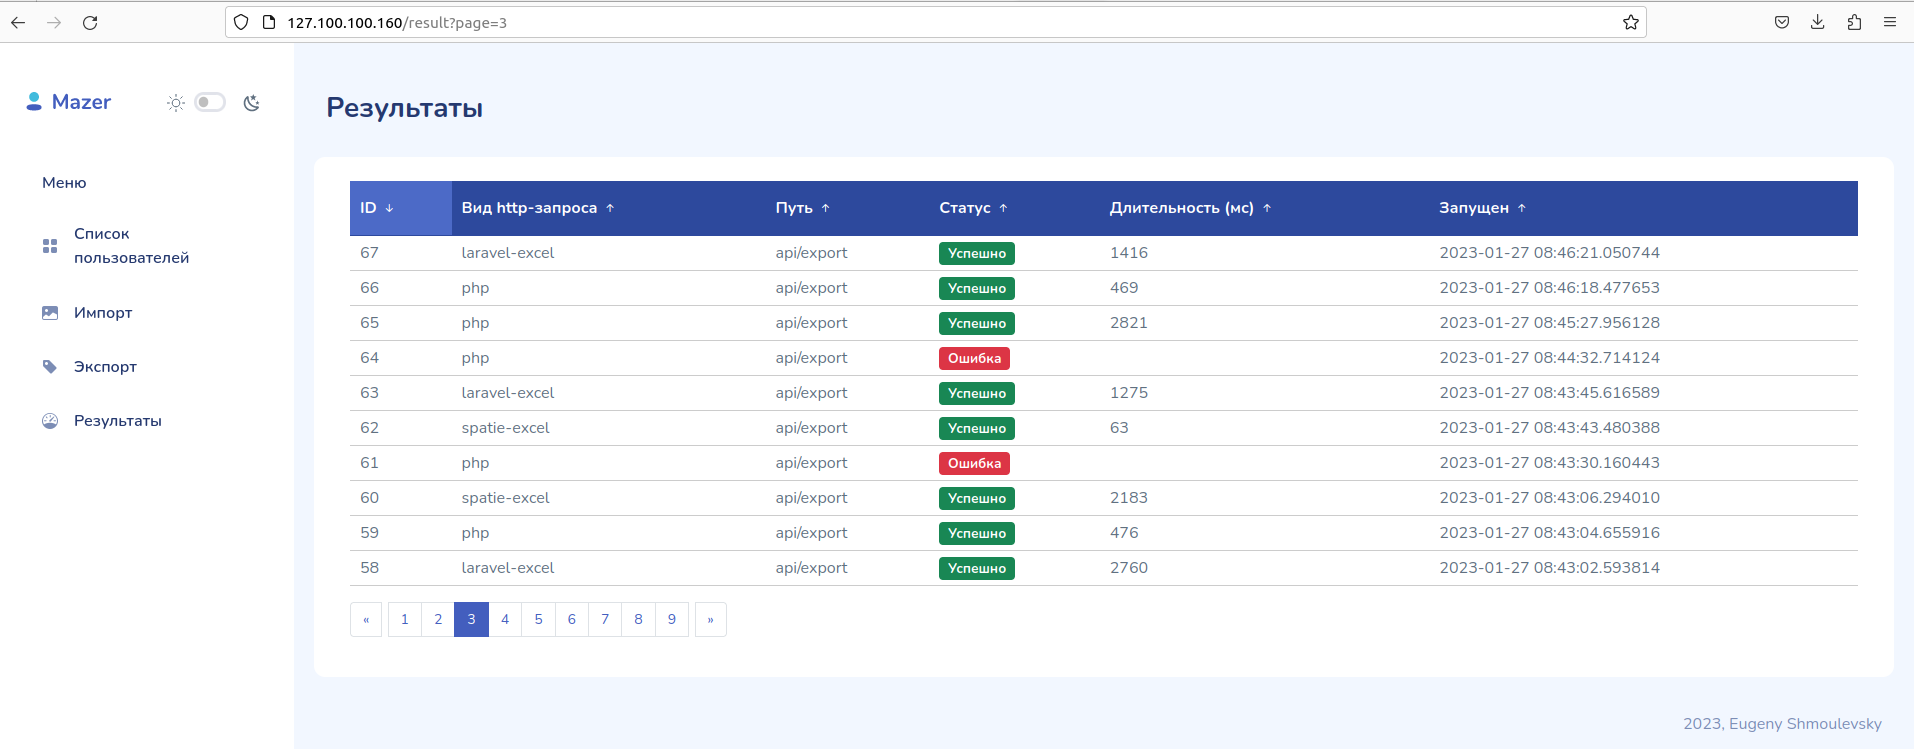 127.100.100.160/result?page=3
Mazer
Меню
Список
пользователей
Импорт
Экспорт
Результаты
Результаты
ID ↓ Вид http-запроса ↑ Путь ↑ Статус ↑ Длительность (мс) ↑ Запущен ↑
67 laravel-excel api/export Успешно 1416 2023-01-27 08:46:21.050744
66 php api/export Успешно 469 2023-01-27 08:46:18.477653
65 php api/export Успешно 2821 2023-01-27 08:45:27.956128
64 php api/export Ошибка 2023-01-27 08:44:32.714124
63 laravel-excel api/export Успешно 1275 2023-01-27 08:43:45.616589
62 spatie-excel api/export Успешно 63 2023-01-27 08:43:43.480388
61 php api/export Ошибка 2023-01-27 08:43:30.160443
60 spatie-excel api/export Успешно 2183 2023-01-27 08:43:06.294010
59 php api/export Успешно 476 2023-01-27 08:43:04.655916
58 laravel-excel api/export Успешно 2760 2023-01-27 08:43:02.593814
« 1 2 3 4 5 6 7 8 9 »
2023, Eugeny Shmoulevsky